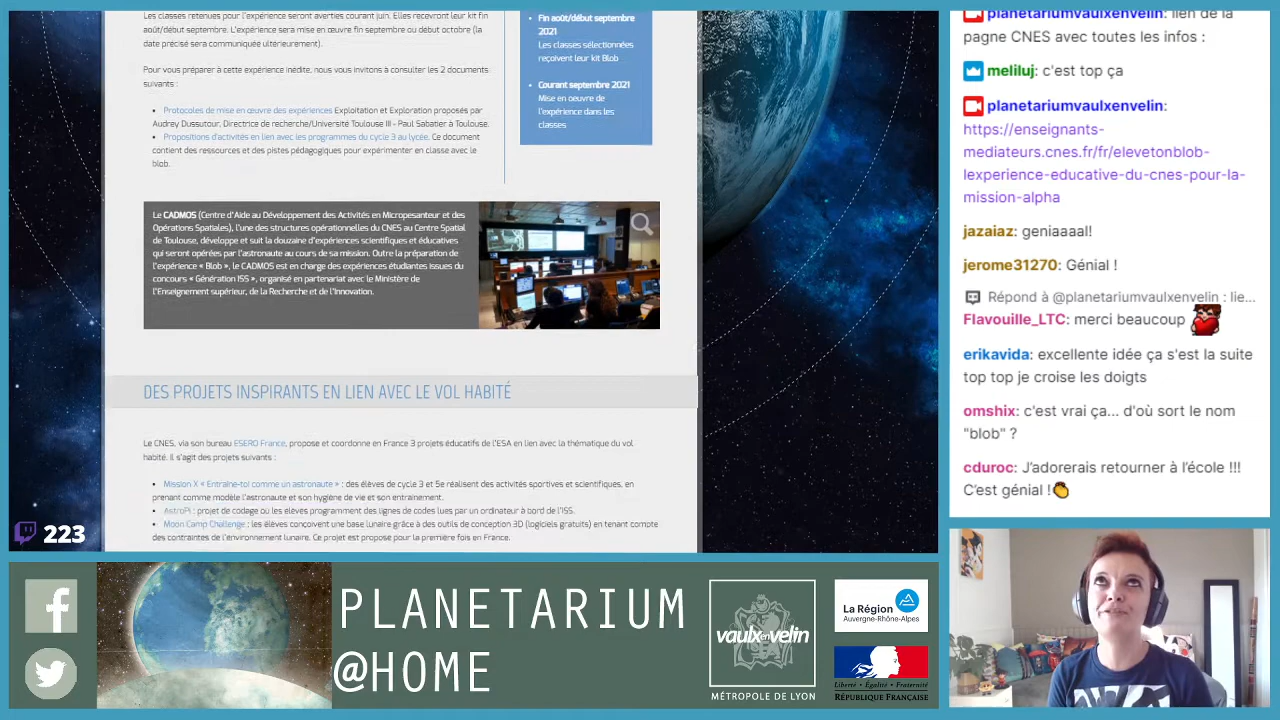 Les classes retenues pour l'expérience seront averties courant juin. Elles recevront leur kit fin
août/début septembre. L'expérience sera mise en œuvre fin septembre ou début octobre (la
date précise sera communiquée ultérieurement).
Pour vous préparer à cette expérience inédite, nous vous invitons à consulter les 2 documents
suivants :
• Protocoles de mise en œuvre des expériences Exploitation et Exploration proposés par
Audrey Dussutour, Directrice de recherche/Université Toulouse III - Paul Sabatier à Toulouse.
• Propositions d'activités en lien avec les programmes du cycle 3 au lycée. Ce document
contient des ressources et des pistes pédagogiques pour expérimenter en classe avec le
blob.
• Fin août/début septembre
2021
Les classes sélectionnées
reçoivent leur kit Blob
• Courant septembre 2021
Mise en oeuvre de
l'expérience dans les
classes
Le CADMOS (Centre d'Aide au Développement des Activités en Micropesanteur et des
Opérations Spatiales), l'une des structures opérationnelles du CNES au Centre Spatial
de Toulouse, développe et suit la douzaine d'expériences scientifiques et éducatives
qui seront opérées par l'astronaute au cours de sa mission. Outre la préparation de
l'expérience « Blob », le CADMOS est en charge des expériences étudiantes issues du
concours « Génération ISS », organisé en partenariat avec le Ministère de
l'Enseignement supérieur, de la Recherche et de l'Innovation.
DES PROJETS INSPIRANTS EN LIEN AVEC LE VOL HABITÉ
Le CNES, via son bureau ESERO France, propose et coordonne en France 3 projets éducatifs de l'ESA en lien avec la thématique du vol
habité. Il s'agit des projets suivants :
• Mission X « Entraîne-toi comme un astronaute » : des élèves de cycle 3 et 5e réalisent des activités sportives et scientifiques, en
prenant comme modèle l'astronaute et son hygiène de vie et son entraînement.
• AstroPi : projet de codage où les élèves programment des lignes de codes lues par un ordinateur à bord de l'ISS.
• Moon Camp Challenge : les élèves conçoivent une base lunaire grâce à des outils de conception 3D (logiciels gratuits) en tenant compte
des contraintes de l'environnement lunaire. Ce projet est proposé pour la première fois en France.
223
planetariumvaulxenvelin: lien de la
pagne CNES avec toutes les infos :
meliluj: c'est top ça
planetariumvaulxenvelin:
https://enseignants-
mediateurs.cnes.fr/fr/elevetonblob-
lexperience-educative-du-cnes-pour-la-
mission-alpha
jazaiaz: geniaaaal!
jerome31270: Génial !
Répond à @planetariumvaulxenvelin : lie...
Flavouille_LTC: merci beaucoup
erikavida: excellente idée ça s'est la suite
top top je croise les doigts
omshix: c'est vrai ça... d'où sort le nom
"blob" ?
cduroc: J'adorerais retourner à l'école !!!
C'est génial !
PLANETARIUM
@HOME
vaulx en velin
MÉTROPOLE DE LYON
La Région
Auvergne-Rhône-Alpes
Liberté • Égalité • Fraternité
RÉPUBLIQUE FRANÇAISE